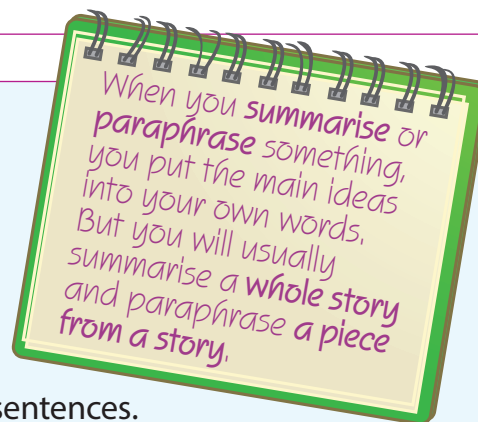 When you summarise or
paraphrase something,
you put the main ideas
into your own words.
But you will usually
summarise a whole story
and paraphrase a piece
from a story.
sentences.